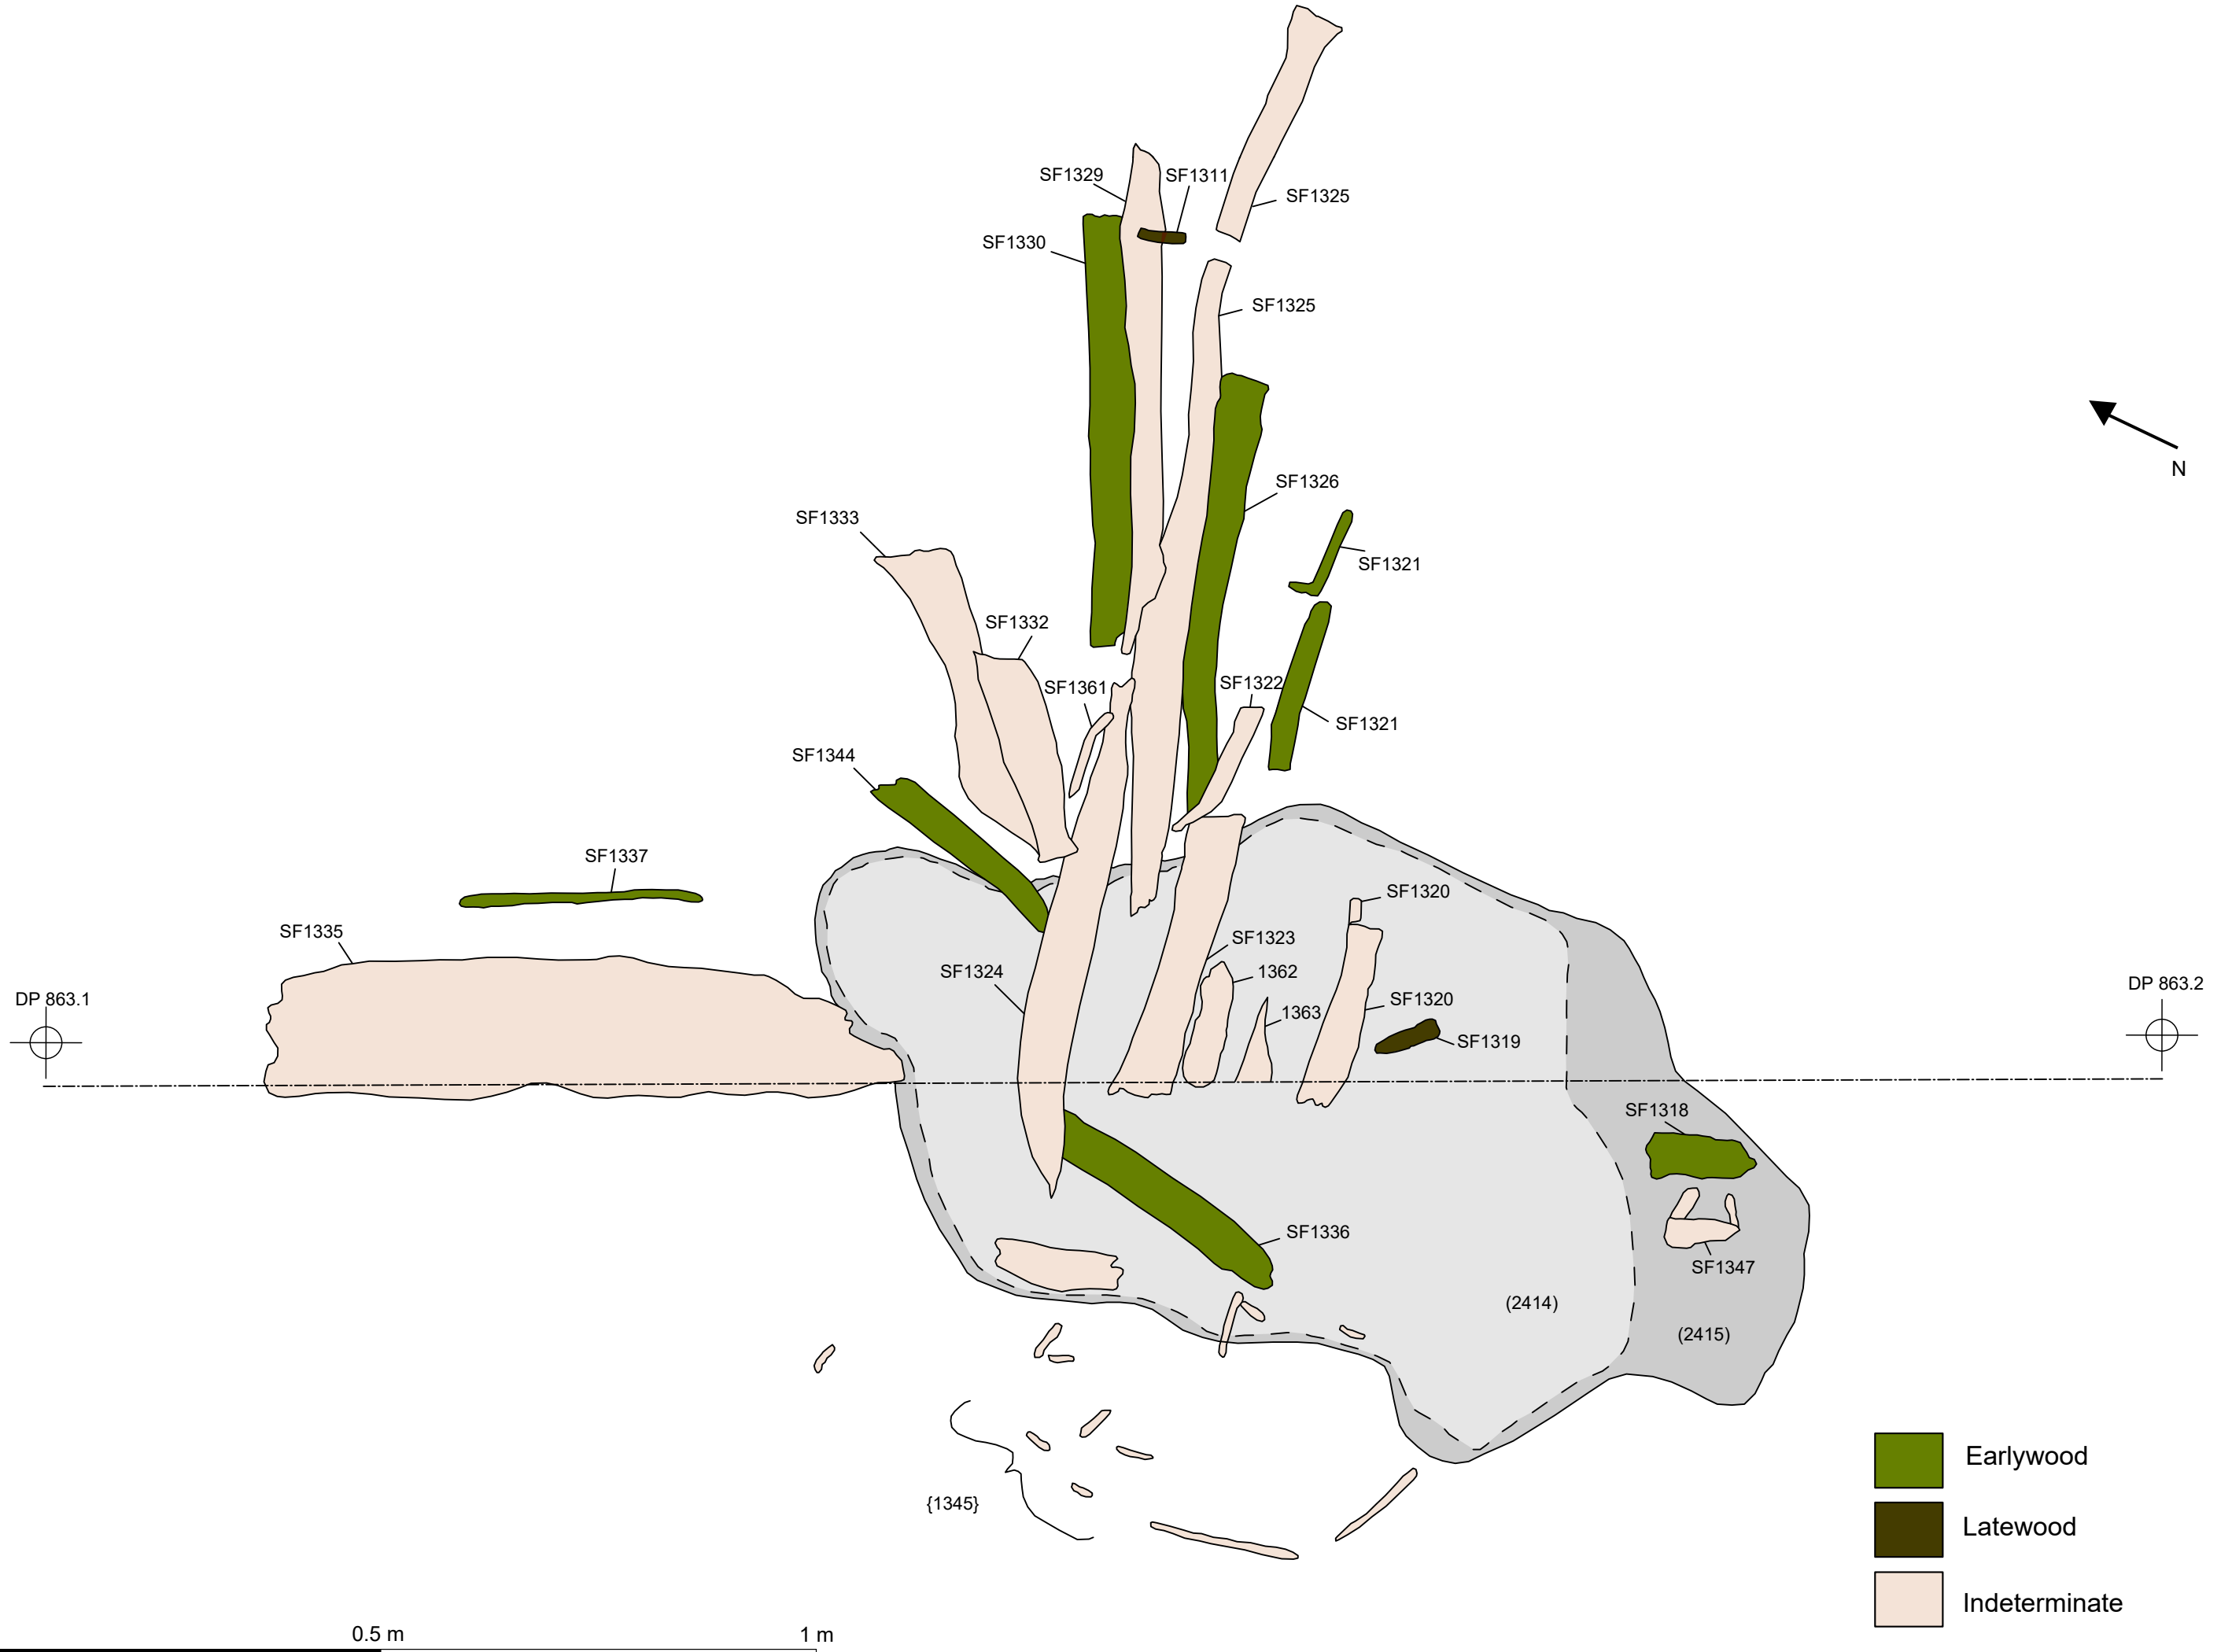 SF1329
SF1311
SF1325
SF1330
SF1325
N
SF1326
SF1333
SF1321
SF1332
SF1361
SF1322
SF1321
SF1344
SF1337
SF1320
SF1335
SF1323
SF1324
1362
DP 863.1
SF1320
DP 863.2
1363
SF1319
SF1318
SF1336
SF1347
(2414)
(2415)
{1345}
Earlywood
Latewood
Indeterminate
0.5 m
1 m